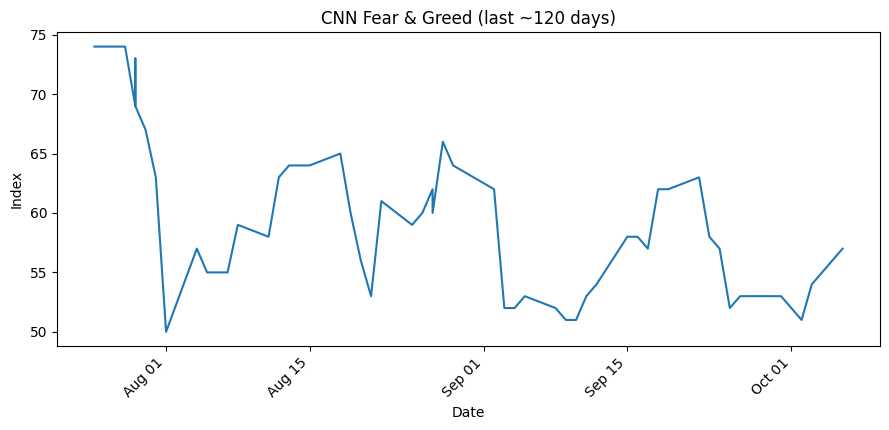 CNN Fear & Greed (last ~120 days)
75
70
65
60
55
50
Index
Aug 01
Aug 15
Sep 01
Sep 15
Oct 01
Date